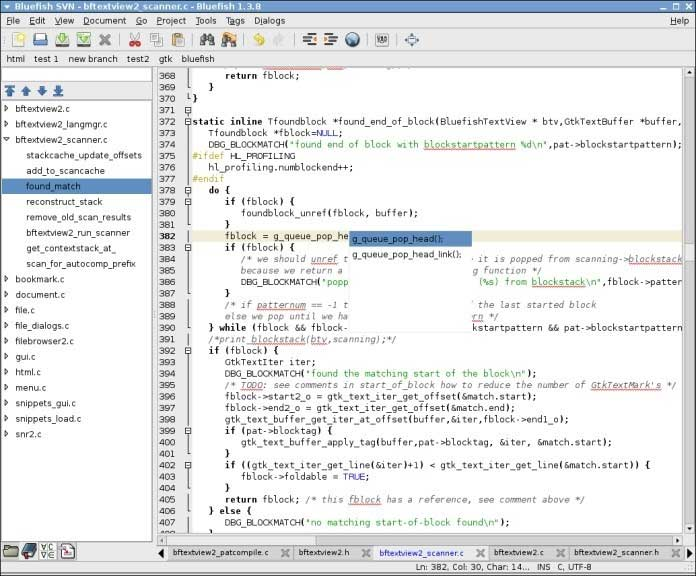 Bluefish SVN - bftextview2_scanner.c - Bluefish 1.3.8
File Edit View Document Go Project Tools Tags Dialogs Help
html test 1 new branch test2 gtk bluefish
bftextview2.c
bftextview2_langmgr.c
bftextview2_scanner.c
stackcache_update_offsets
add_to_scancache
found_match
reconstruct_stack
remove_old_scan_results
bftextview2_run_scanner
get_contextstack_at_
scan_for_autocomp_prefix
bookmark.c
document.c
file.c
file_dialogs.c
filebrowser2.c
gui.c
html.c
menu.c
snippets_gui.c
snippets_load.c
snr2.c
368 return fblock;
369 }
370 }
371
372 static inline Tfoundblock *found_end_of_block(BluefishTextView * btv,GtkTextBuffer *buffer,
373 Tfoundblock *fblock=NULL;
374 DBG_BLOCKMATCH("found end of block with blockstartpattern %d\n",pat->blockstartpattern);
375 #ifdef HL_PROFILING
376 hl_profiling.numblockend++;
377 #endif
378 do {
379 if (fblock) {
380 foundblock_unref(fblock, buffer);
381 }
382 fblock = g_queue_pop_he
g_queue_pop_head();
383 if (fblock) {
g_queue_pop_head_link();
384 /* we should unref it is popped from scanning->blockstack
385 because we return a g function */
386 DBG_BLOCKMATCH("popp (%s) from blockstack\n",fblock->pattern
387 }
388 /* if patternum == -1 t the last started block
389 else we pop until we ha rn */
390 } while (fblock && fblock- kstartpattern && pat->blockstartpattern
391 /*print_blockstack(btv,scanning);*/
392 if (fblock) {
393 GtkTextIter iter;
394 DBG_BLOCKMATCH("found the matching start of the block\n");
395 /* TODO: see comments in start_of_block how to reduce the number of GtkTextMark's */
396 fblock->start2_o = gtk_text_iter_get_offset(&match.start);
397 fblock->end2_o = gtk_text_iter_get_offset(&match.end);
398 gtk_text_buffer_get_iter_at_offset(buffer,&iter,fblock->end1_o);
399 if (pat->blocktag) {
400 gtk_text_buffer_apply_tag(buffer,pat->blocktag, &iter, &match.start);
401 }
402 if ((gtk_text_iter_get_line(&iter)+1) < gtk_text_iter_get_line(&match.start)) {
403 fblock->foldable = TRUE;
404 }
405 return fblock; /* this fblock has a reference, see comment above */
406 } else {
407 DBG_BLOCKMATCH("no matching start-of-block found\n");
bftextview2_patcompile.c bftextview2.h bftextview2_scanner.c bftextview2.c bftextview2_scanner.h
Ln: 382, Col: 30, Char: 14... INS C, UTF-8